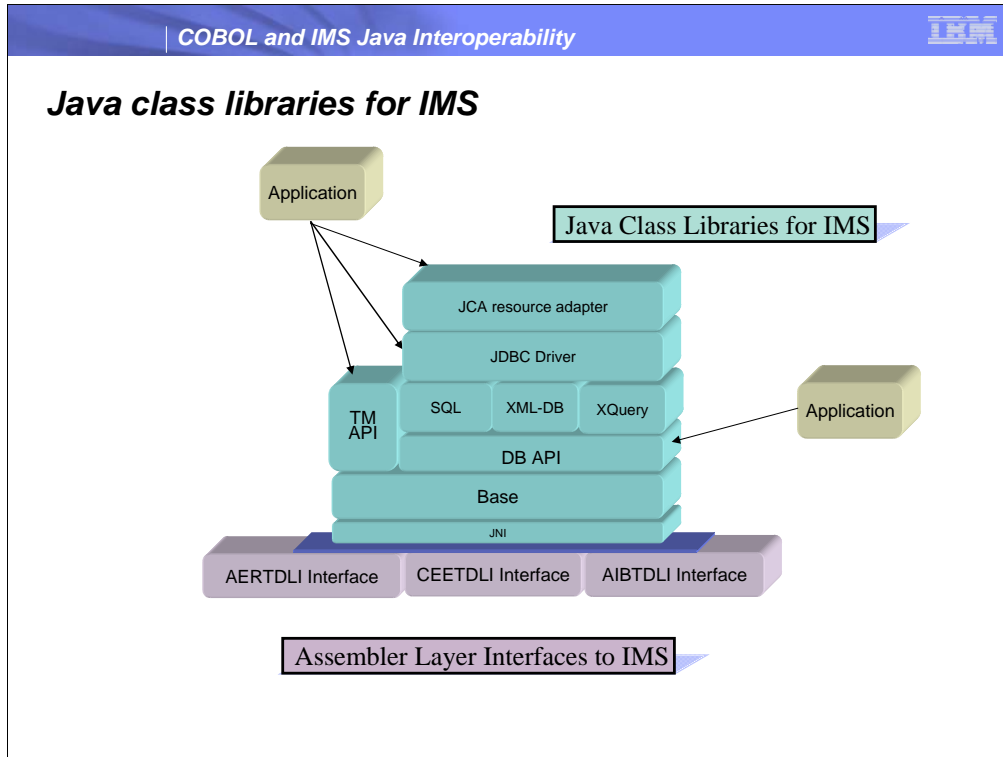 COBOL and IMS Java Interoperability
IBM
Java class libraries for IMS
Application
Java Class Libraries for IMS
JCA resource adapter
JDBC Driver
TM
API
SQL
XML-DB
XQuery
Application
DB API
Base
JNI
AERTDLI Interface
CEETDLI Interface
AIBTDLI Interface
Assembler Layer Interfaces to IMS